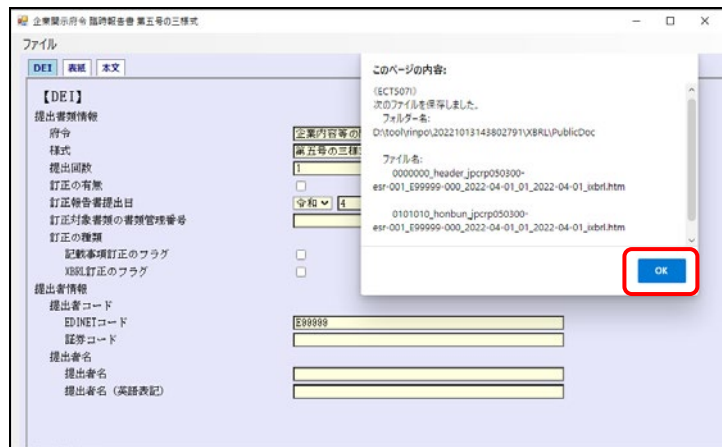 企業開示府令 臨時報告書 第五号の三様式
ファイル
DEI 表紙 本文
【DEI】
提出書類情報
府令 企業内容等の
様式 第五号の三様
提出回数 1
訂正の有無
訂正報告書提出日 令和 4
訂正対象書類の書類管理番号
訂正の種類
記載事項訂正のフラグ
XBRL訂正のフラグ
提出者情報
提出者コード
EDINETコード E99999
証券コード
提出者名
提出者名
提出者名（英語表記）
このページの内容:
(ECT507I)
次のファイルを保存しました。
フォルダー名:
D:\tool\rinpo\20221013143802791\XBRL\PublicDoc
ファイル名:
0000000_header_jpcrp050300-
esr-001_E99999-000_2022-04-01_01_2022-04-01_ixbrl.htm
0101010_honbun_jpcrp050300-
esr-001_E99999-000_2022-04-01_01_2022-04-01_ixbrl.htm
OK